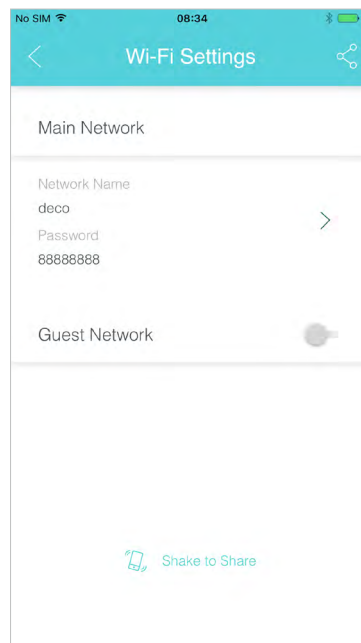 No SIM 08:34
Wi-Fi Settings
Main Network
Network Name
deco
Password
88888888
Guest Network
Shake to Share